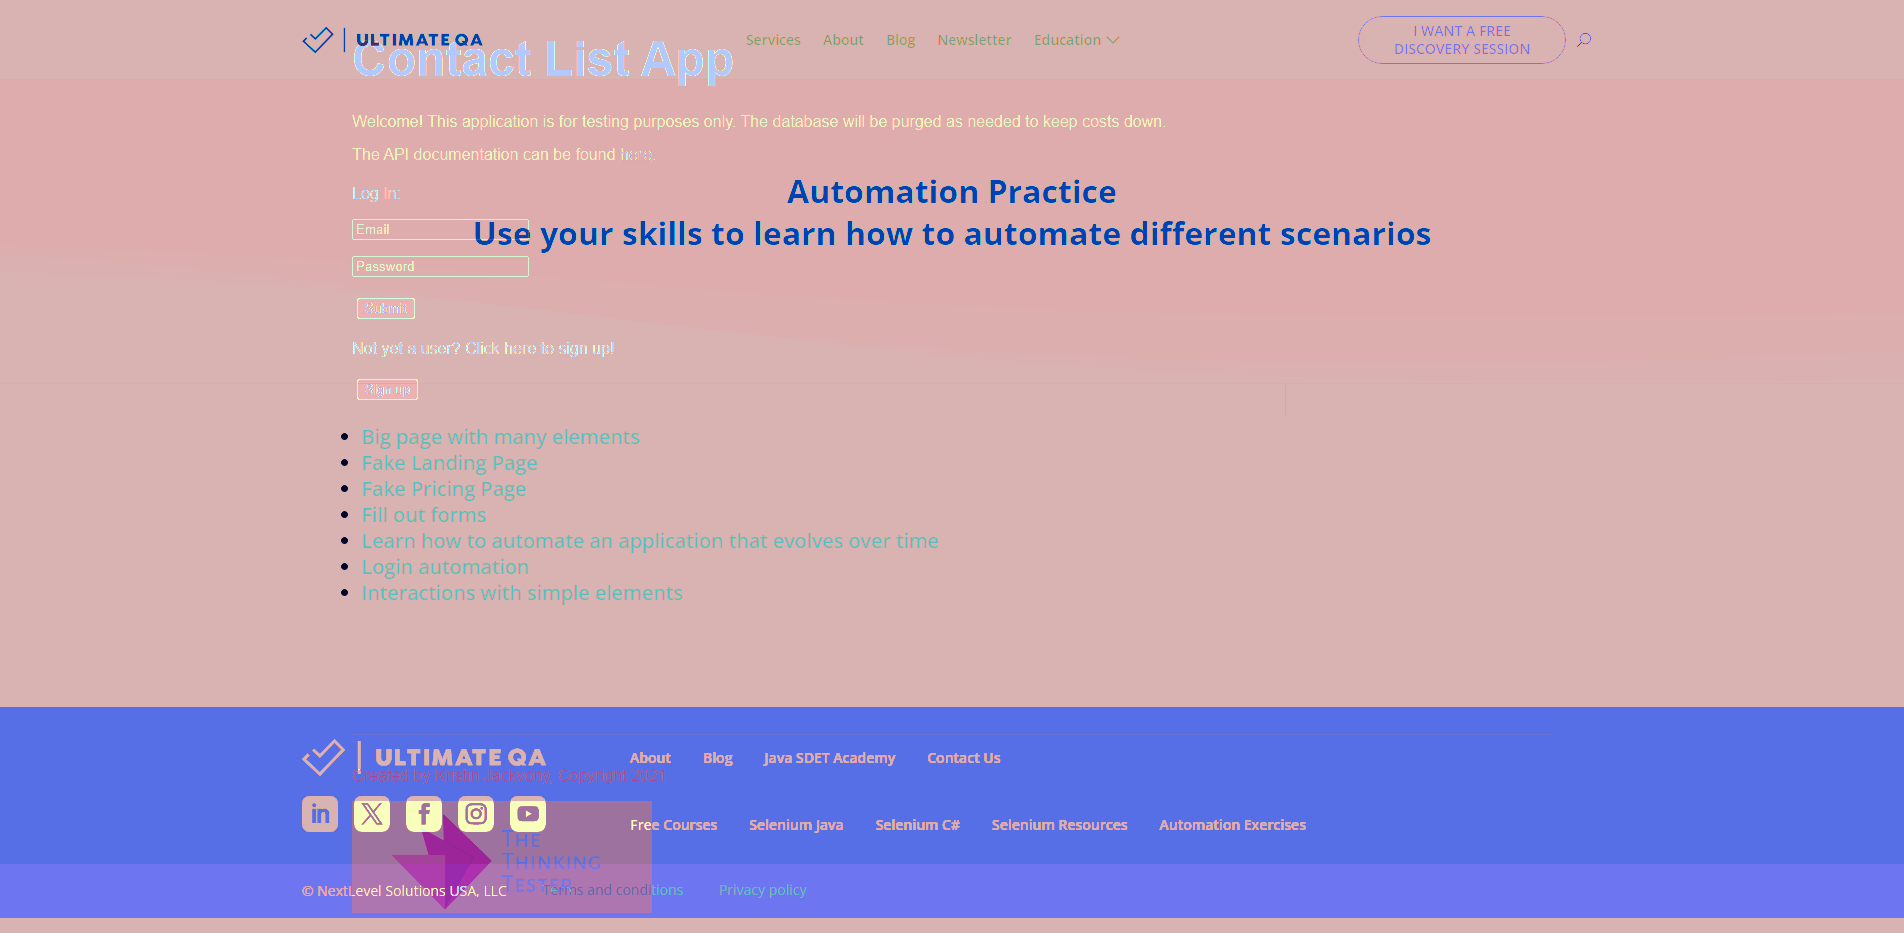 ULTIMATE QA
Services About Blog Newsletter Education
I WANT A FREE
DISCOVERY SESSION
Contact List App
Welcome! This application is for testing purposes only. The database will be purged as needed to keep costs down.
The API documentation can be found here.
Log In:
Automation Practice
Email
Use your skills to learn how to automate different scenarios
Password
Submit
Not yet a user? Click here to sign up!
Sign up
Big page with many elements
Fake Landing Page
Fake Pricing Page
Fill out forms
Learn how to automate an application that evolves over time
Login automation
Interactions with simple elements
ULTIMATE QA
About Blog Java SDET Academy Contact Us
Created by Kristin Jackvony, Copyright 2021
Free Courses Selenium Java Selenium C# Selenium Resources Automation Exercises
THE
THINKING
TESTER
© NextLevel Solutions USA, LLC Terms and conditions Privacy policy